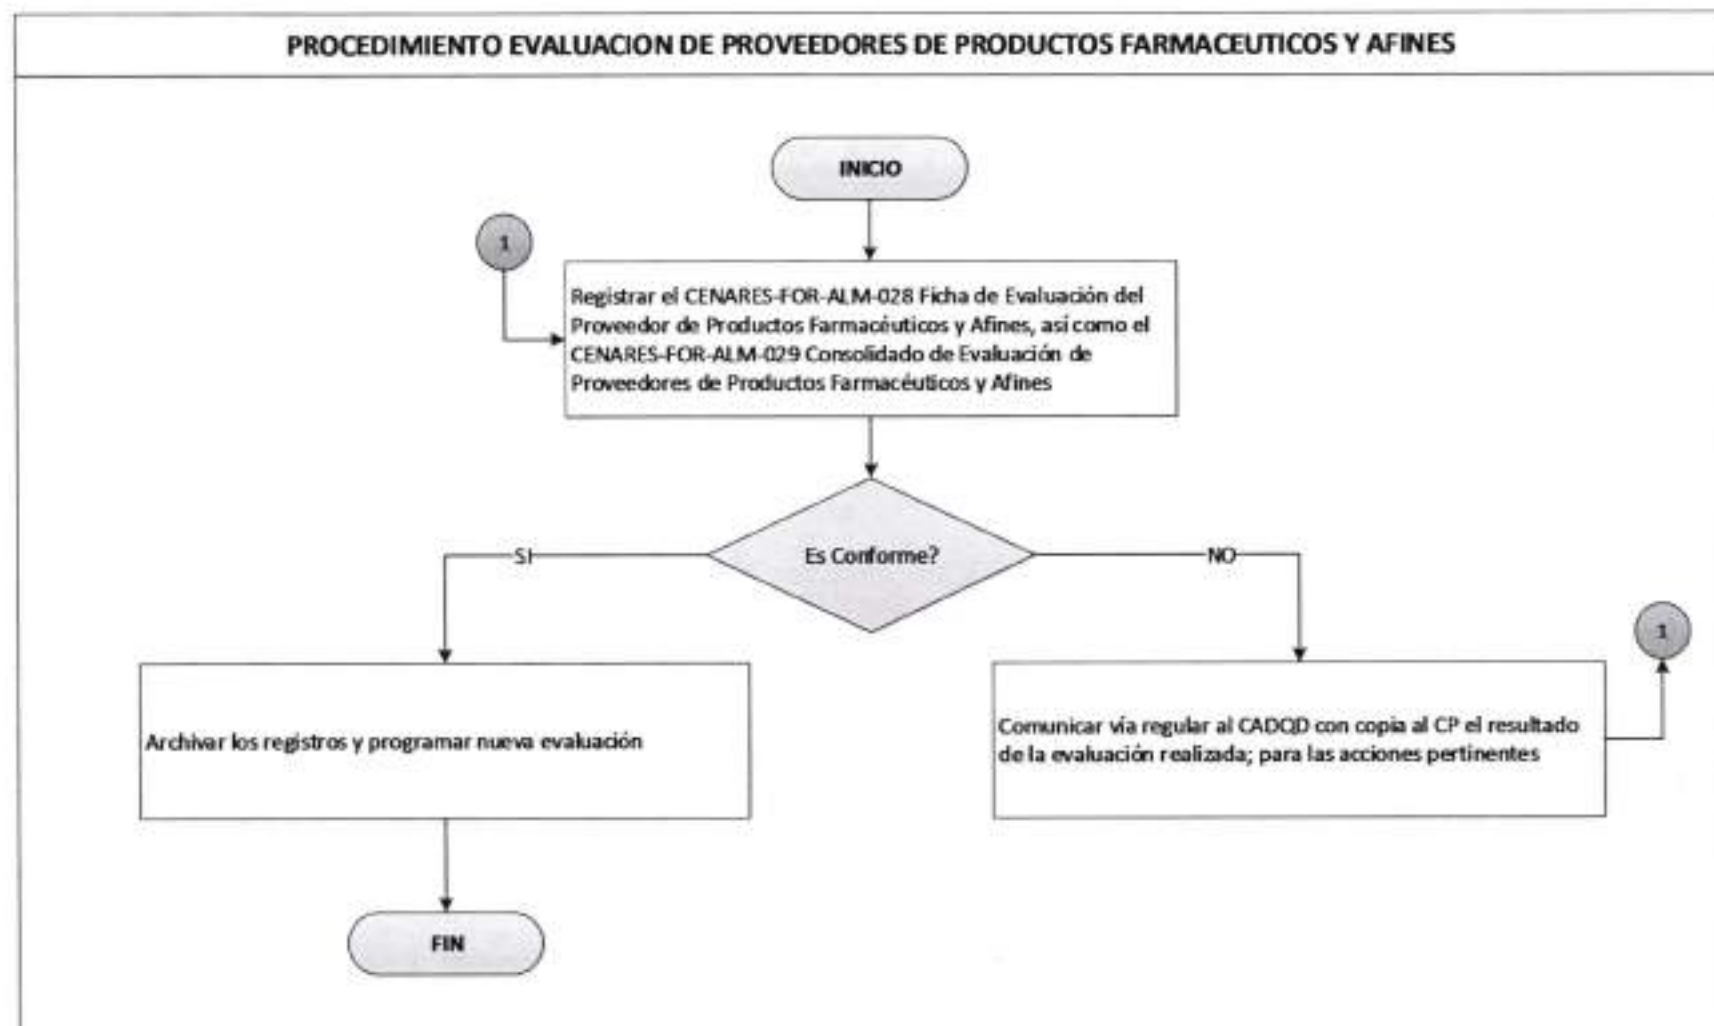 PROCEDIMIENTO EVALUACION DE PROVEEDORES DE PRODUCTOS FARMACEUTICOS Y AFINES
INICIO
1
Registrar el CENARES-FOR-ALM-028 Ficha de Evaluación del
Proveedor de Productos Farmacéuticos y Afines, así como el
CENARES-FOR-ALM-029 Consolidado de Evaluación de
Proveedores de Productos Farmacéuticos y Afines
Es Conforme?
SI
NO
1
Archivar los registros y programar nueva evaluación
Comunicar vía regular al CADQD con copia al CP el resultado
de la evaluación realizada; para las acciones pertinentes
FIN